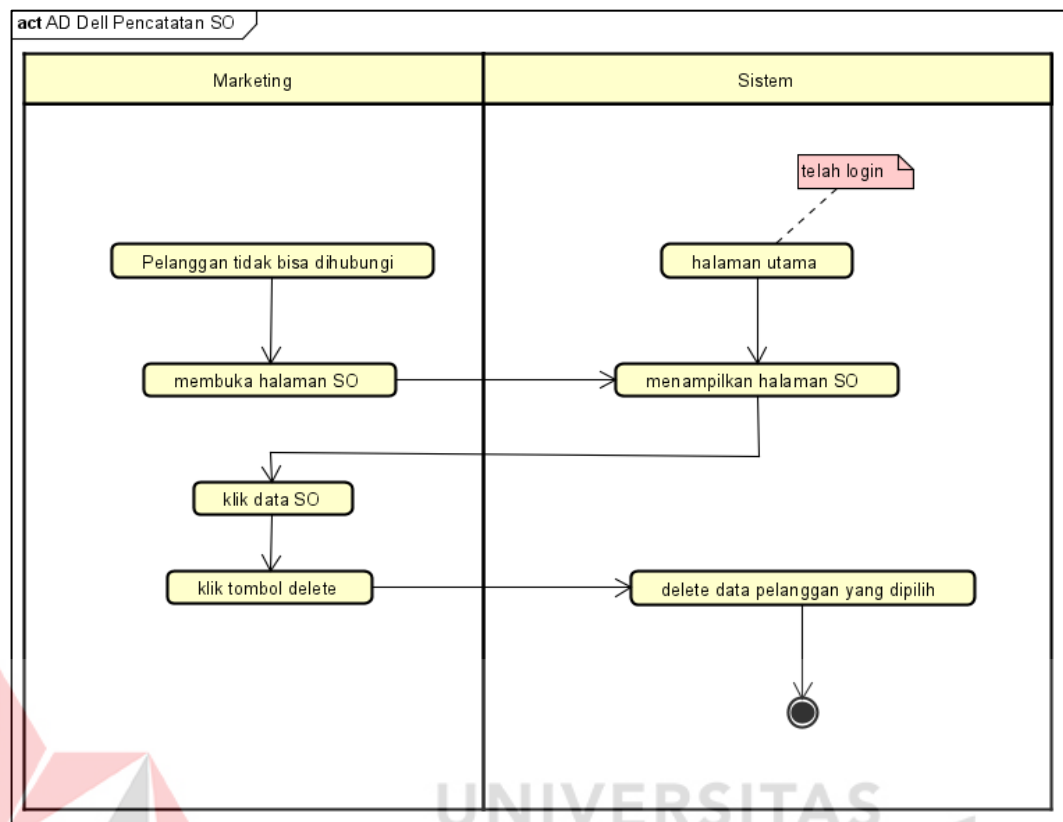 act AD Dell Pencatatan SO
Marketing
Sistem
telah login
Pelanggan tidak bisa dihubungi
halaman utama
membuka halaman SO
menampilkan halaman SO
klik data SO
klik tombol delete
delete data pelanggan yang dipilih
UNIVERSITAS